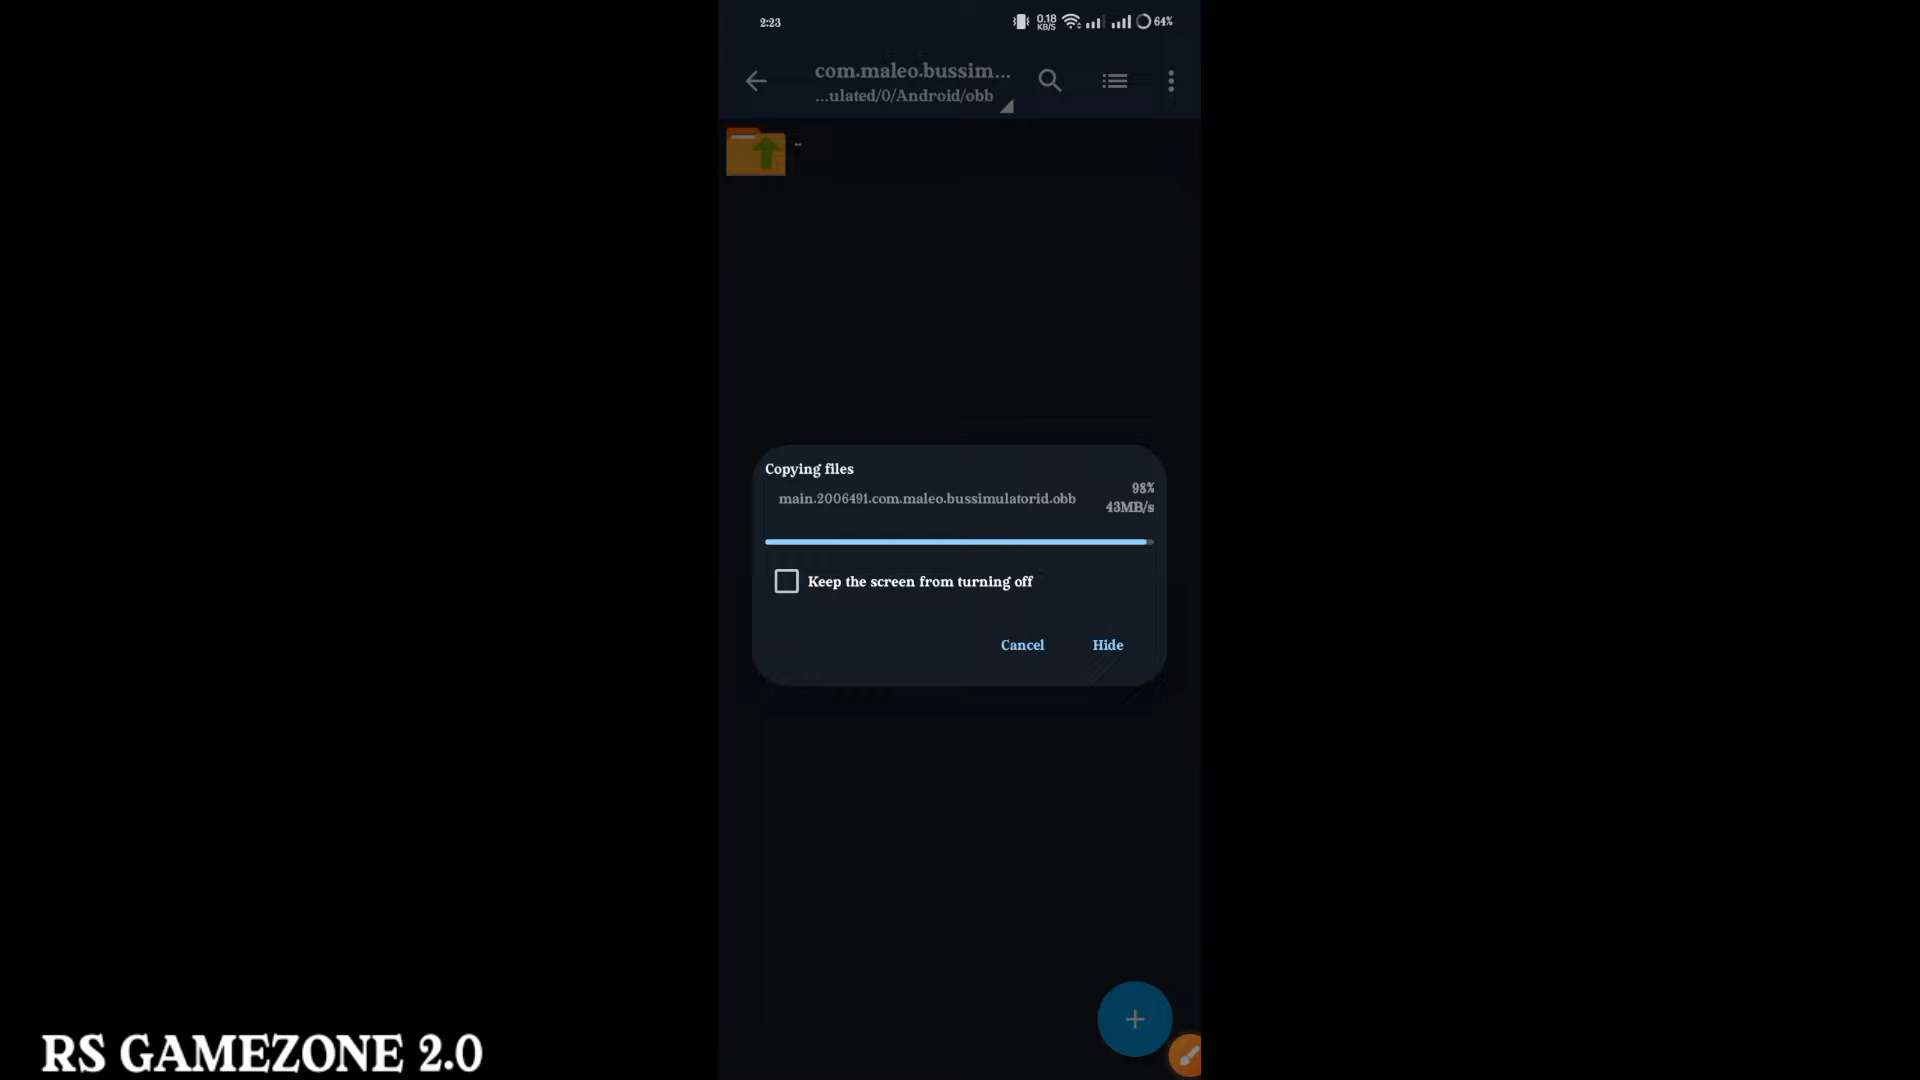 2:23
0.18
KB/S
64%
com.maleo.bussim...
...ulated/0/Android/obb
..
Copying files
main.2006491.com.maleo.bussimulatorid.obb
98%
43MB/s
Keep the screen from turning off
Cancel
Hide
RS GAMEZONE 2.0